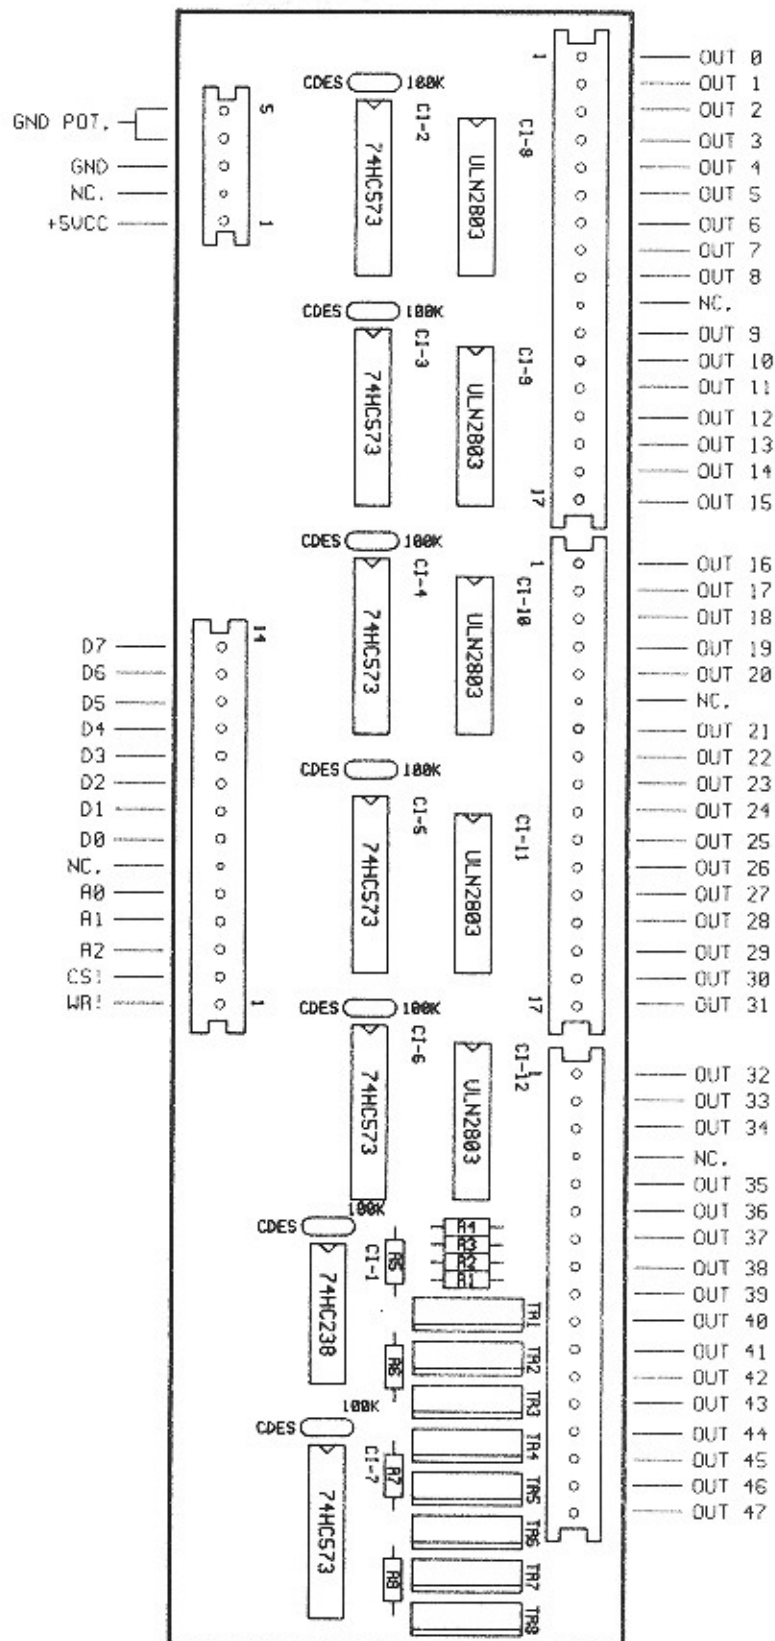 GND POT.
GND
NC.
+5VCC
5
1
D7
D6
D5
D4
D3
D2
D1
D0
NC.
A0
A1
A2
CS!
WR!
14
1
CDES 100K
74HC573
CI-2
ULN2803
CI-8
CDES 100K
74HC573
CI-3
ULN2803
CI-9
CDES 100K
74HC573
CI-4
ULN2803
CI-10
CDES 100K
74HC573
CI-5
ULN2803
CI-11
CDES 100K
74HC573
CI-6
ULN2803
CI-12
CDES 100K
74HC238
CI-1
R5
R4
R3
R2
R1
R6
CDES 100K
74HC573
CI-7
R7
R8
TR1
TR2
TR3
TR4
TR5
TR6
TR7
TR8
1
OUT 0
OUT 1
OUT 2
OUT 3
OUT 4
OUT 5
OUT 6
OUT 7
OUT 8
NC.
OUT 9
OUT 10
OUT 11
OUT 12
OUT 13
OUT 14
17
OUT 15
1
OUT 16
OUT 17
OUT 18
OUT 19
OUT 20
NC.
OUT 21
OUT 22
OUT 23
OUT 24
OUT 25
OUT 26
OUT 27
OUT 28
OUT 29
OUT 30
17
OUT 31
1
OUT 32
OUT 33
OUT 34
NC.
OUT 35
OUT 36
OUT 37
OUT 38
OUT 39
OUT 40
OUT 41
OUT 42
OUT 43
OUT 44
OUT 45
OUT 46
OUT 47